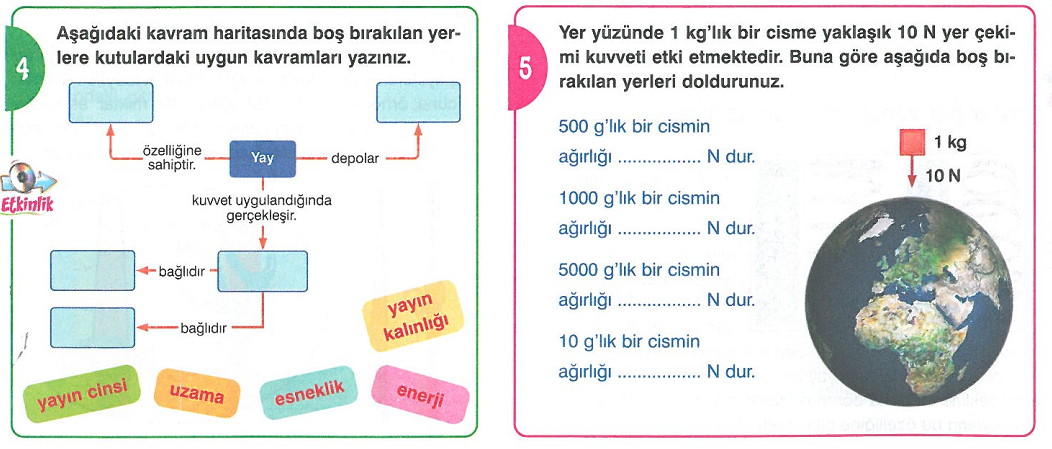 4
Aşağıdaki kavram haritasında boş bırakılan yer-
lere kutulardaki uygun kavramları yazınız.
özelliğine
sahiptir.
Yay
depolar
kuvvet uygulandığında
gerçekleşir.
Etkinlik
bağlıdır
bağlıdır
yayın
kalınlığı
yayın cinsi
uzama
esneklik
enerji
5
Yer yüzünde 1 kg'lık bir cisme yaklaşık 10 N yer çeki-
mi kuvveti etki etmektedir. Buna göre aşağıda boş bı-
rakılan yerleri doldurunuz.
500 g'lık bir cismin
ağırlığı ................. N dur.
1000 g'lık bir cismin
ağırlığı ................. N dur.
5000 g'lık bir cismin
ağırlığı ................. N dur.
10 g'lık bir cismin
ağırlığı ................. N dur.
1 kg
10 N